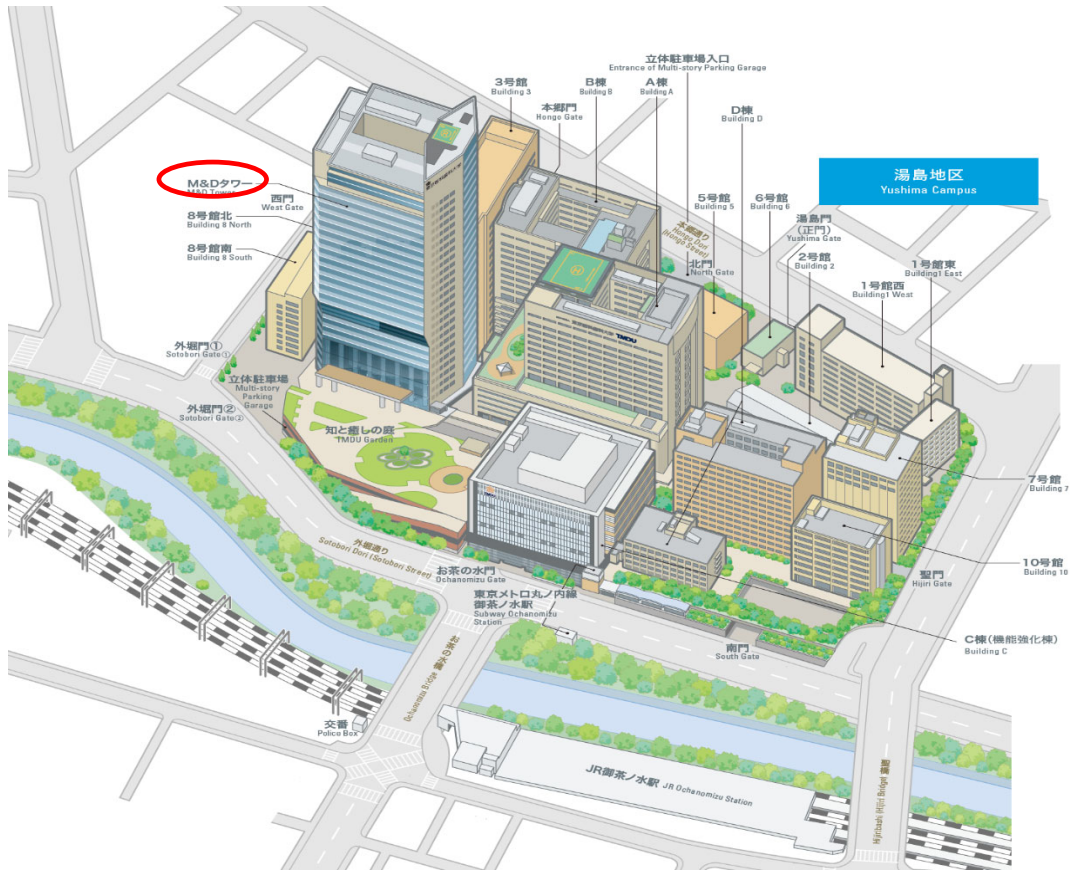 立体駐車場入口
Entrance of Multi-story Parking Garage
3号館
Building 3
B棟
Building B
A棟
Building A
本郷門
Hongo Gate
D棟
Building D
湯島地区
Yushima Campus
M&Dタワー
M&D Tower
西門
West Gate
8号館北
Building 8 North
8号館南
Building 8 South
5号館
Building 5
6号館
Building 6
湯島門
(正門)
Yushima Gate
2号館
Building 2
1号館東
Building1 East
1号館西
Building1 West
本郷通り
Hongo Dori
(Hongo Street)
北門
North Gate
TMDU
外堀門①
Sotobori Gate①
立体駐車場
Multi-story
Parking
Garage
外堀門②
Sotobori Gate②
知と癒しの庭
TMDU Garden
7号館
Building 7
外堀通り
Sotobori Dori (Sotobori Street)
お茶の水門
Ochanomizu Gate
東京メトロ丸ノ内線
御茶ノ水駅
Subway Ochanomizu
Station
10号館
Building 10
聖門
Hijiri Gate
C棟(機能強化棟)
Building C
南門
South Gate
お茶の水橋
Ochanomizu Bridge
交番
Police Box
JR御茶ノ水駅 JR Ochanomizu Station
聖橋
Hijiribashi (Hijiri Bridge)